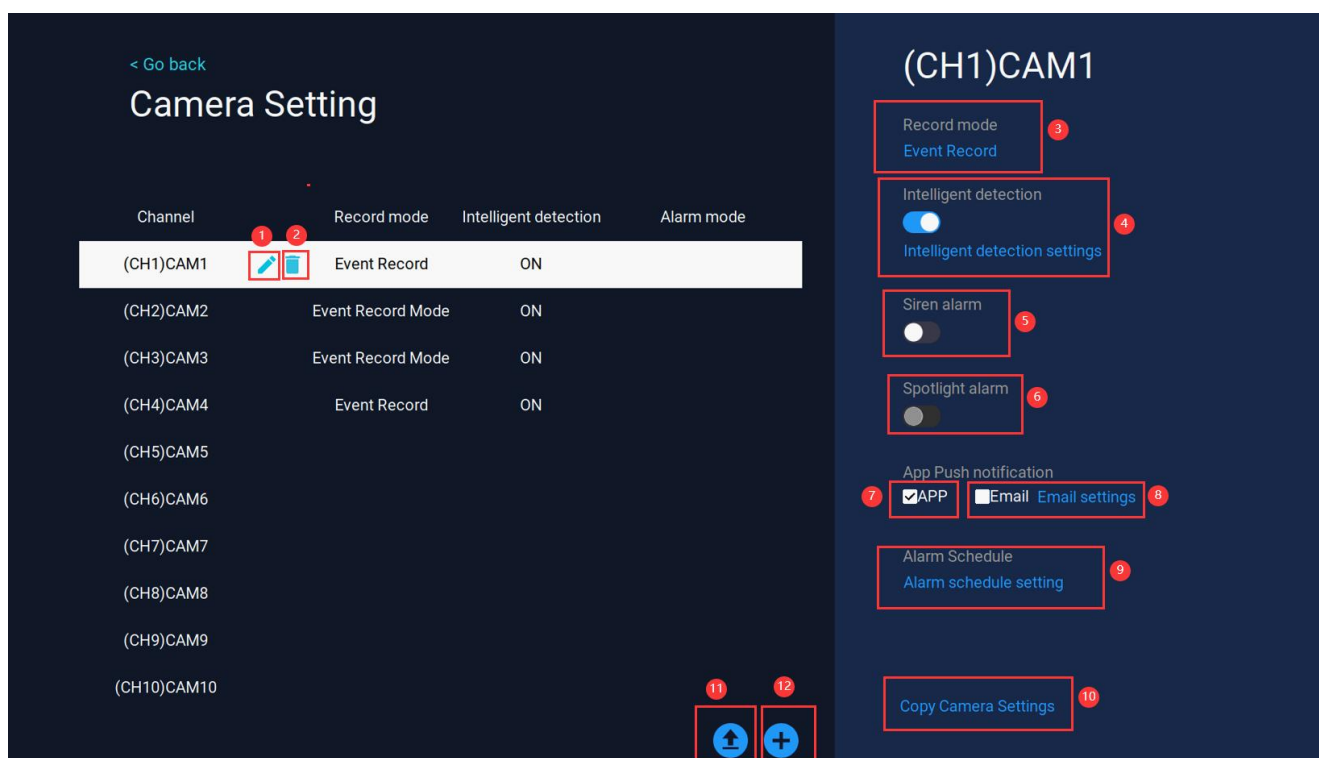 < Go back
Camera Setting
Channel Record mode Intelligent detection Alarm mode
1 2
(CH1)CAM1 Event Record ON
(CH2)CAM2 Event Record Mode ON
(CH3)CAM3 Event Record Mode ON
(CH4)CAM4 Event Record ON
(CH5)CAM5
(CH6)CAM6
(CH7)CAM7
(CH8)CAM8
(CH9)CAM9
(CH10)CAM10
11 12
(CH1)CAM1
Record mode
3
Event Record
Intelligent detection
4
Intelligent detection settings
Siren alarm
5
Spotlight alarm
6
App Push notification
7 APP Email Email settings 8
Alarm Schedule
9
Alarm schedule setting
10
Copy Camera Settings